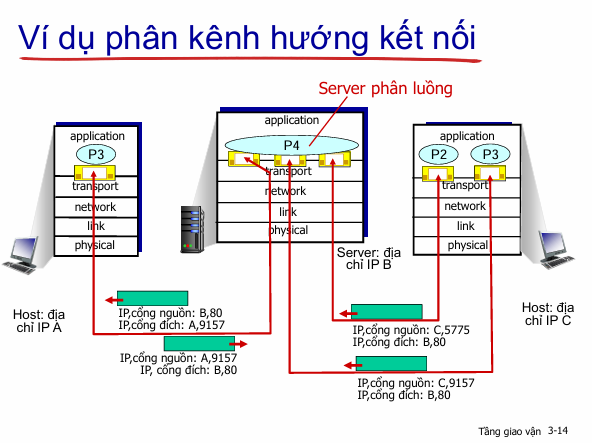 Ví dụ phân kênh hướng kết nối
Server phân luồng
application
P3
transport
network
link
physical
application
P4
transport
network
link
physical
application
P2
P3
transport
network
link
physical
Host: địa
chỉ IP A
Server: địa
chỉ IP B
Host: địa
chỉ IP C
IP,cổng nguồn: B,80
IP,cổng đích: A,9157
IP,cổng nguồn: A,9157
IP, cổng đích: B,80
IP,cổng nguồn: C,5775
IP,cổng đích: B,80
IP,cổng nguồn: C,9157
IP,cổng đích: B,80
Tầng giao vận 3-14